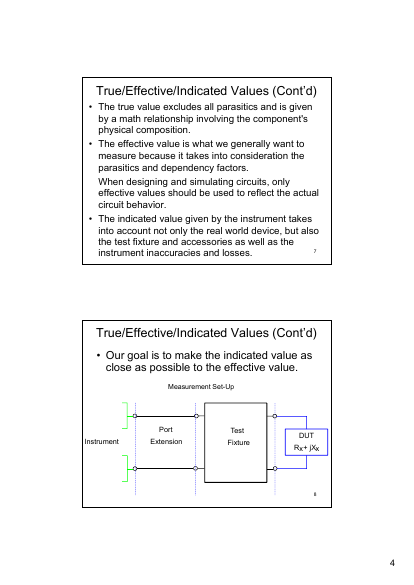 True/Effective/Indicated Values (Cont'd)
• The true value excludes all parasitics and is given
by a math relationship involving the component's
physical composition.
• The effective value is what we generally want to
measure because it takes into consideration the
parasitics and dependency factors.
When designing and simulating circuits, only
effective values should be used to reflect the actual
circuit behavior.
• The indicated value given by the instrument takes
into account not only the real world device, but also
the test fixture and accessories as well as the
instrument inaccuracies and losses.
7
True/Effective/Indicated Values (Cont'd)
• Our goal is to make the indicated value as
close as possible to the effective value.
Measurement Set-Up
Instrument
Port
Extension
Test
Fixture
DUT
Rx+ jXx
8
4